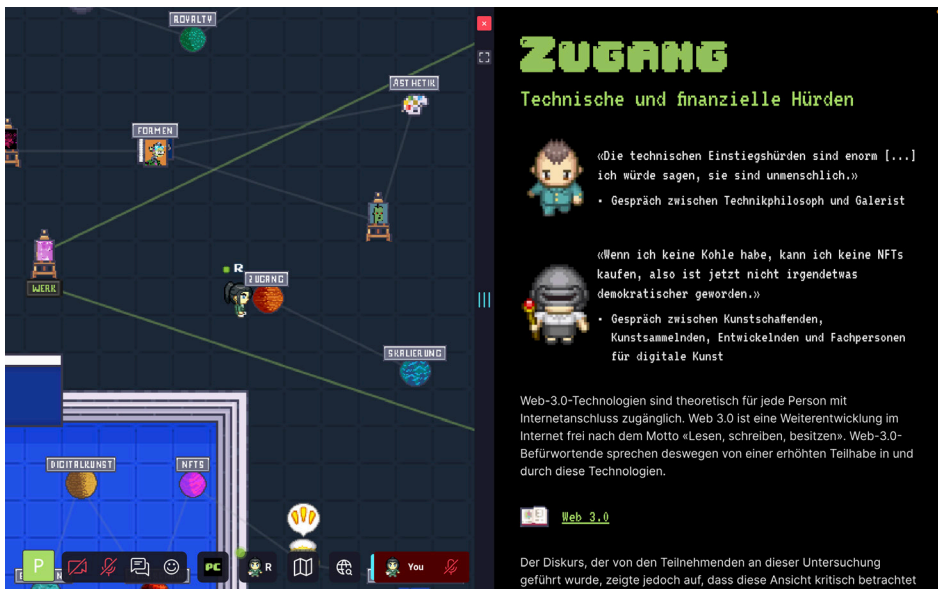 ROYALTY
ÄSTHETIK
FORMEN
R
ZUGANG
WERK
SKALIERUNG
DIGITALKUNST
NFTS
P
PC
R
You
ZUGANG
Technische und finanzielle Hürden
«Die technischen Einstiegshürden sind enorm [...]
ich würde sagen, sie sind unmenschlich.»
• Gespräch zwischen Technikphilosoph und Galerist
«Wenn ich keine Kohle habe, kann ich keine NFTs
kaufen, also ist jetzt nicht irgendetwas
demokratischer geworden.»
• Gespräch zwischen Kunstschaffenden,
Kunstsammelnden, Entwickelnden und Fachpersonen
für digitale Kunst
Web-3.0-Technologien sind theoretisch für jede Person mit
Internetanschluss zugänglich. Web 3.0 ist eine Weiterentwicklung im
Internet frei nach dem Motto «Lesen, schreiben, besitzen». Web-3.0-
Befürwortende sprechen deswegen von einer erhöhten Teilhabe in und
durch diese Technologien.
Web 3.0
Der Diskurs, der von den Teilnehmenden an dieser Untersuchung
geführt wurde, zeigte jedoch auf, dass diese Ansicht kritisch betrachtet